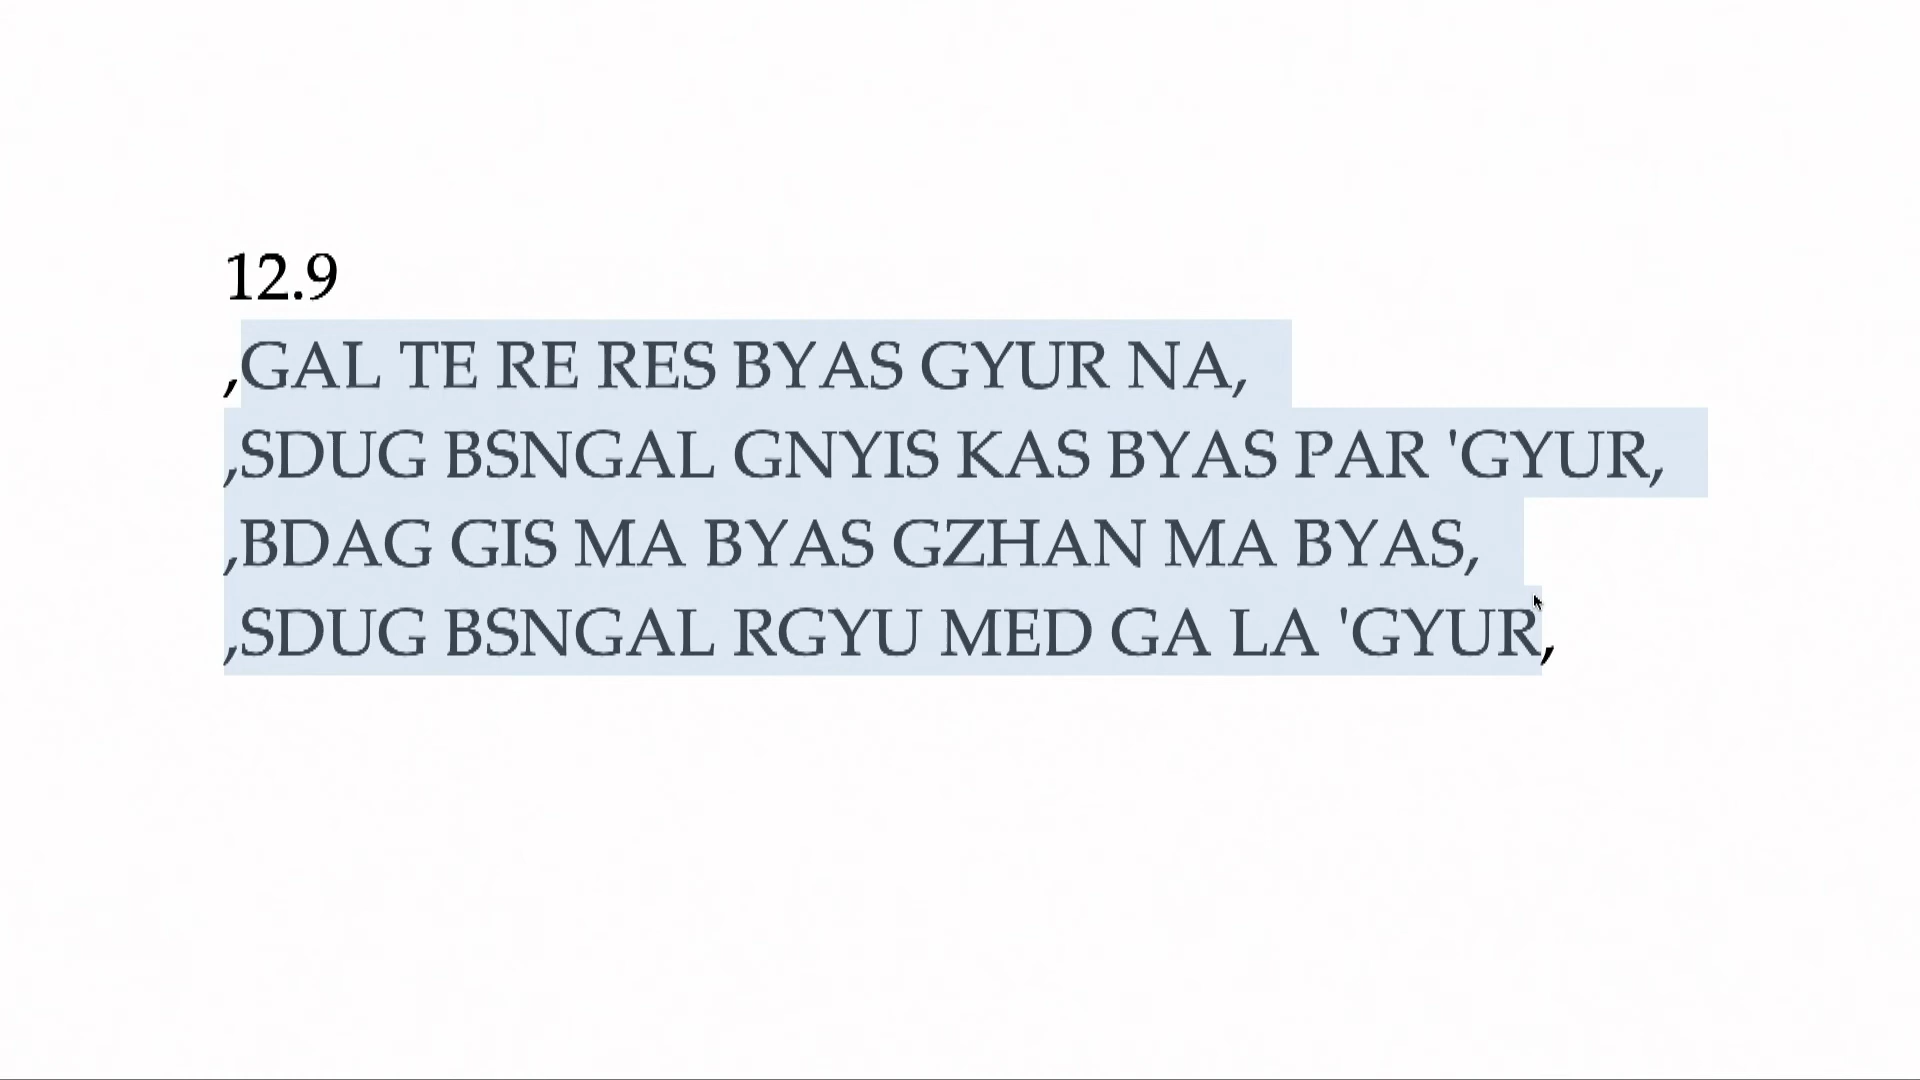 12.9
,GAL TE RE RES BYAS GYUR NA,
,SDUG BSNGAL GNYIS KAS BYAS PAR 'GYUR,
,BDAG GIS MA BYAS GZHAN MA BYAS,
,SDUG BSNGAL RGYU MED GA LA 'GYUR,